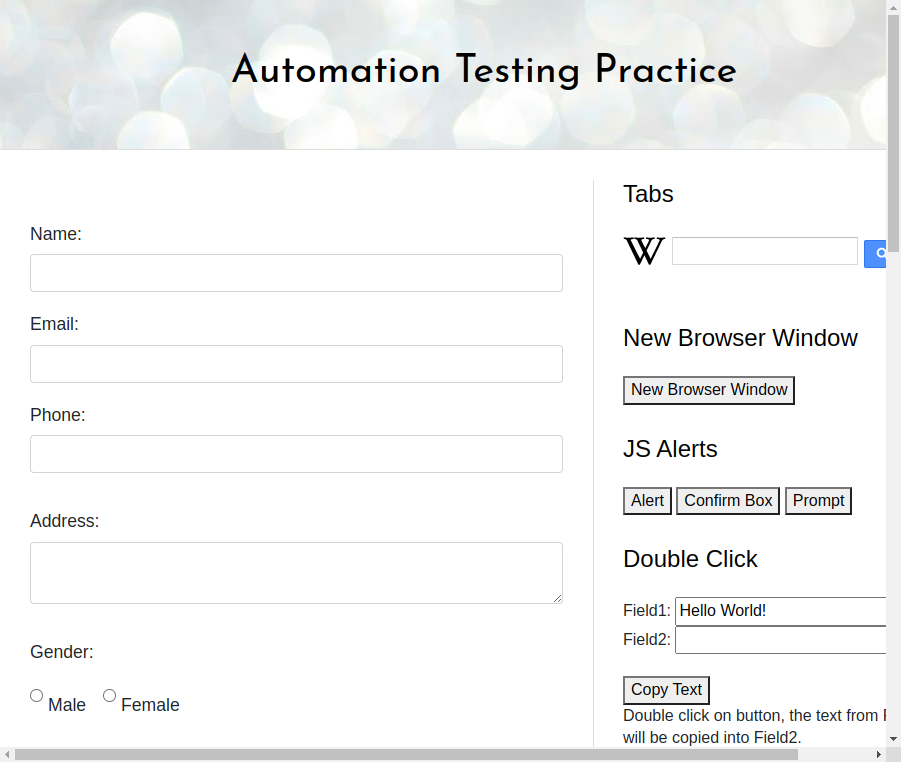 Automation Testing Practice
Name:
Email:
Phone:
Address:
Gender:
Male Female
Tabs
W
New Browser Window
New Browser Window
JS Alerts
Alert Confirm Box Prompt
Double Click
Field1: Hello World!
Field2:
Copy Text
Double click on button, the text from
will be copied into Field2.